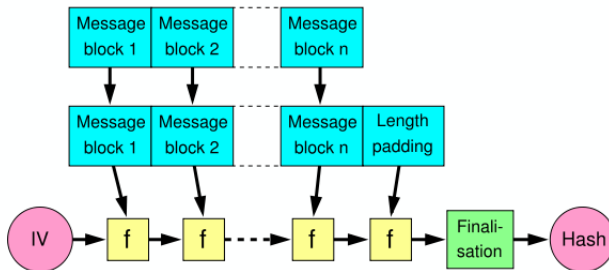 Message Message Message
block 1 block 2 block n
Message Message Message Length
block 1 block 2 block n padding
IV f f f f Finali- Hash
sation